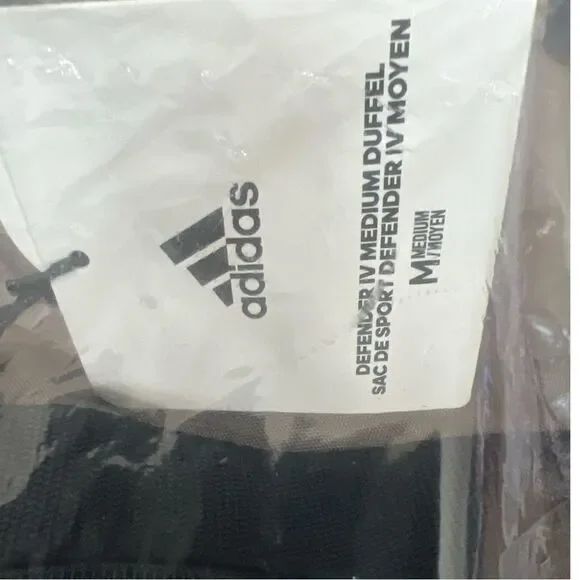 adidas
DEFENDER IV MEDIUM DUFFEL
SAC DE SPORT DEFENDER IV MOYEN
M MEDIUM
/ MOYEN